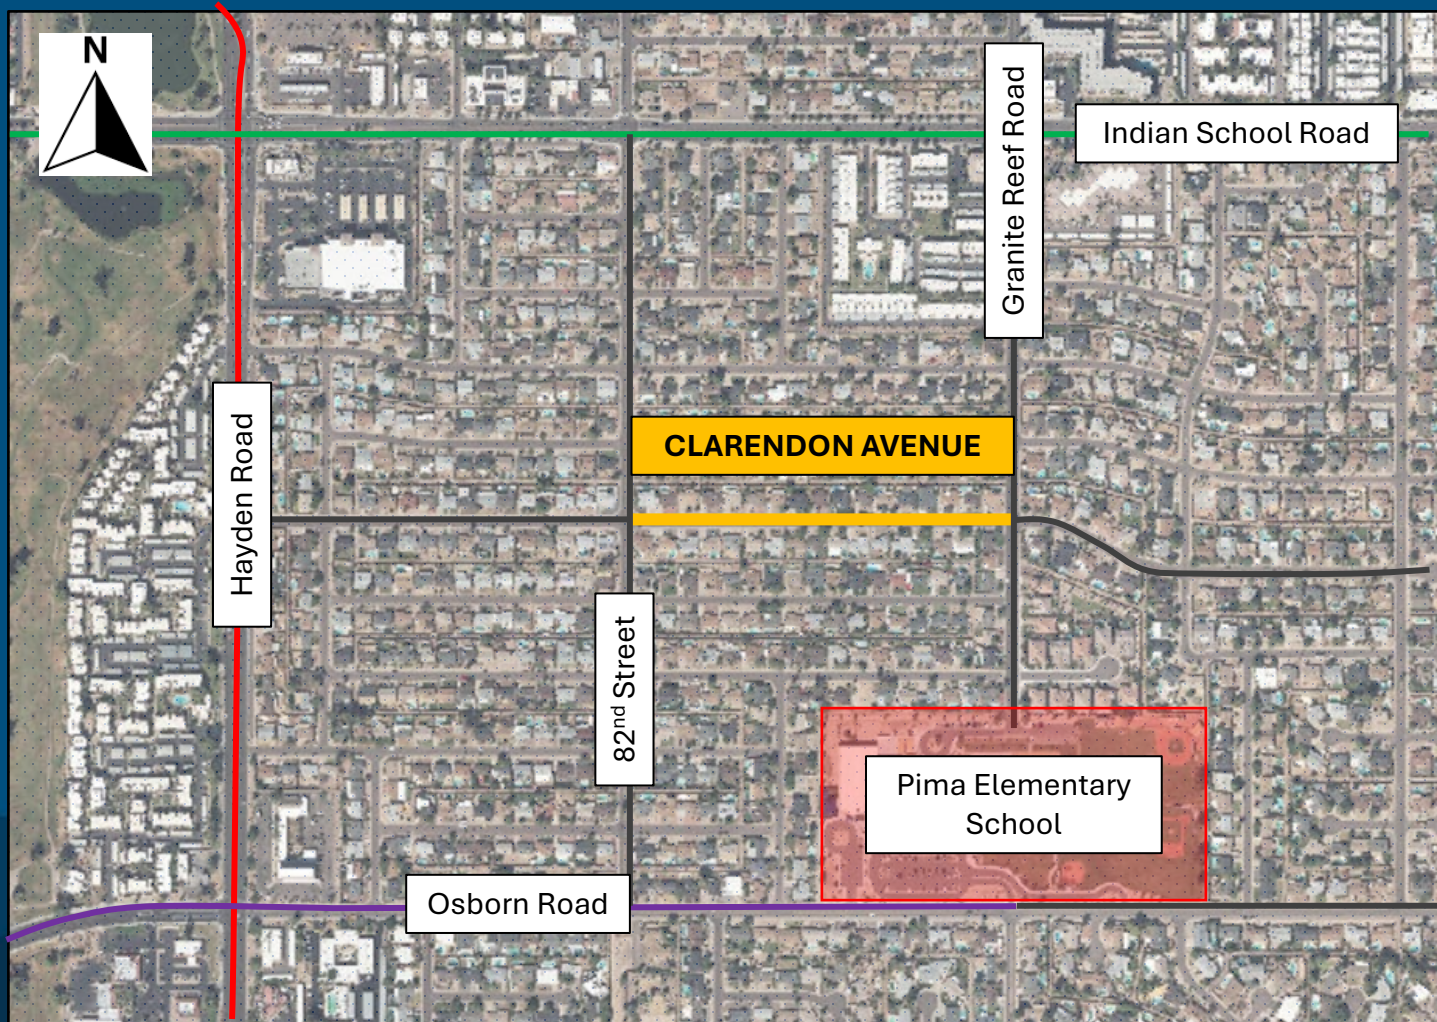 N
Indian School Road
Granite Reef Road
CLARENDON AVENUE
Hayden Road
82nd Street
Pima Elementary
School
Osborn Road